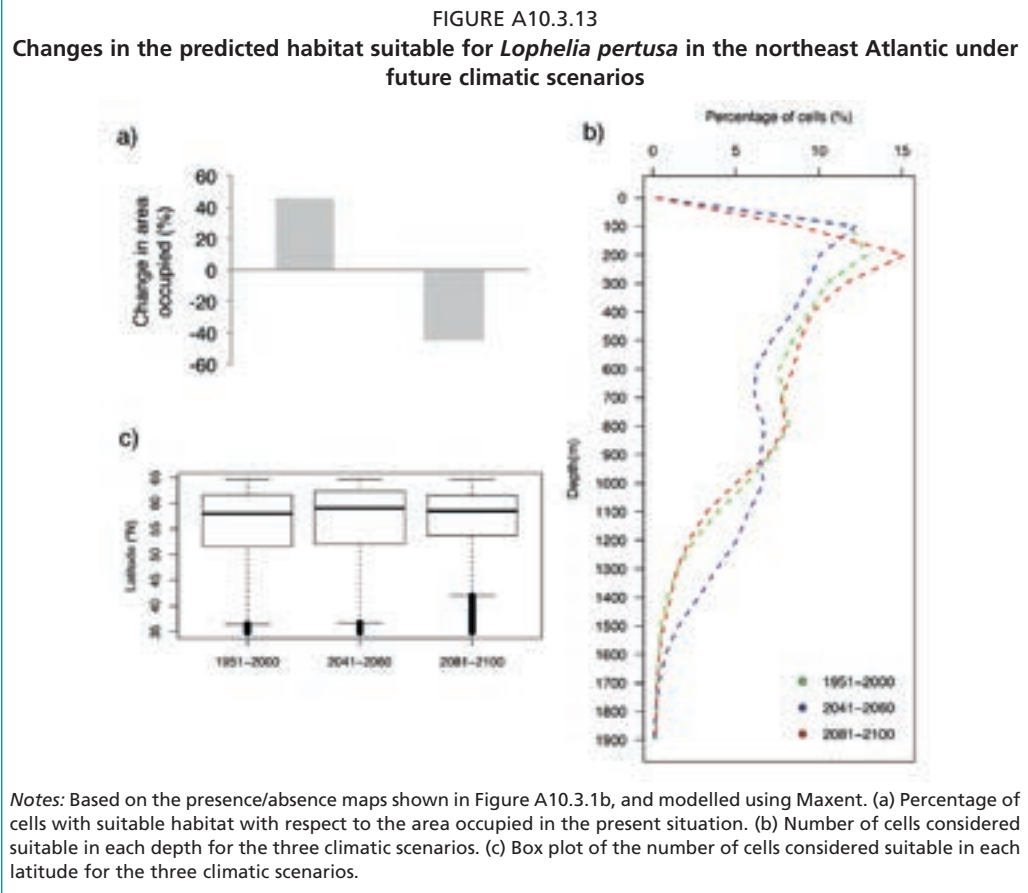 FIGURE A10.3.13
Changes in the predicted habitat suitable for Lophelia pertusa in the northeast Atlantic under
future climatic scenarios
a)
Change in area
occupied (%)
60
40
20
0
-20
-40
-60
b)
Percentage of cells (%)
0 5 10 15
Depth(m)
0
100
200
300
400
500
600
700
800
900
1000
1100
1200
1300
1400
1500
1600
1700
1800
1900
1951-2000
2041-2060
2081-2100
c)
Latitude (°N)
65
60
55
50
45
40
35
1951-2000 2041-2060 2081-2100
Notes: Based on the presence/absence maps shown in Figure A10.3.1b, and modelled using Maxent. (a) Percentage of
cells with suitable habitat with respect to the area occupied in the present situation. (b) Number of cells considered
suitable in each depth for the three climatic scenarios. (c) Box plot of the number of cells considered suitable in each
latitude for the three climatic scenarios.